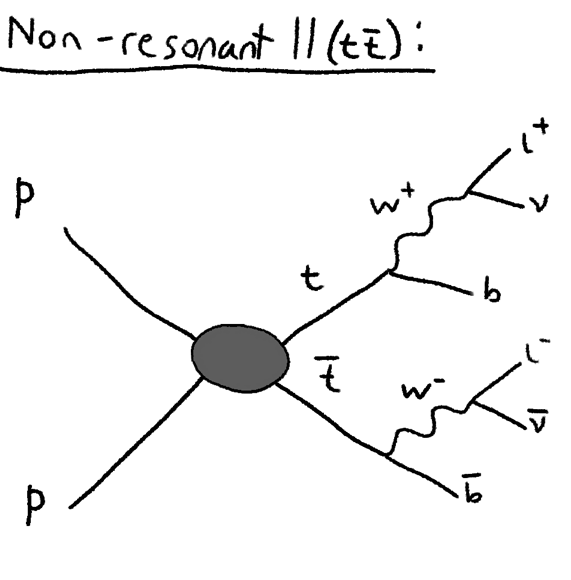 Non-resonant ll(tt̄):
p
l⁺
w⁺
ν
t
b
t̄
l⁻
w⁻
ν̄
b̄
p